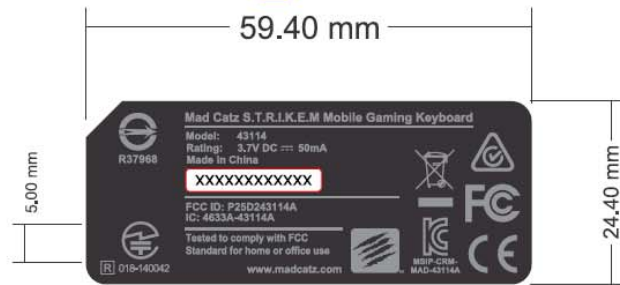 59.40 mm
Mad Catz S.T.R.I.K.E.M Mobile Gaming Keyboard
Model: 43114
Rating: 3.7V DC ⎓ 50mA
Made in China
R37968
XXXXXXXXXXXX
FCC ID: P25D243114A
IC: 4633A-43114A
Tested to comply with FCC
Standard for home or office use
www.madcatz.com
R 018-140042
FC
MSIP-CRM-
MAD-43114A
CE
5.00 mm
24.40 mm